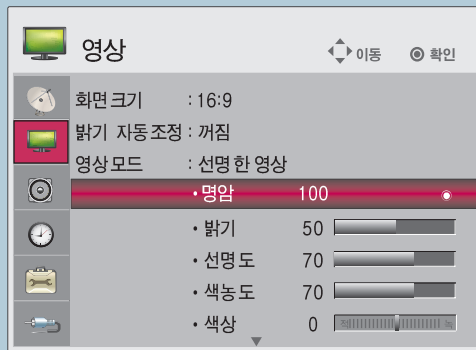 영상 이동 확인
화면크기 : 16:9
밝기 자동조정 : 꺼짐
영상모드 : 선명한 영상
•명암 100
•밝기 50
•선명도 70
•색농도 70
•색상 0 적 녹